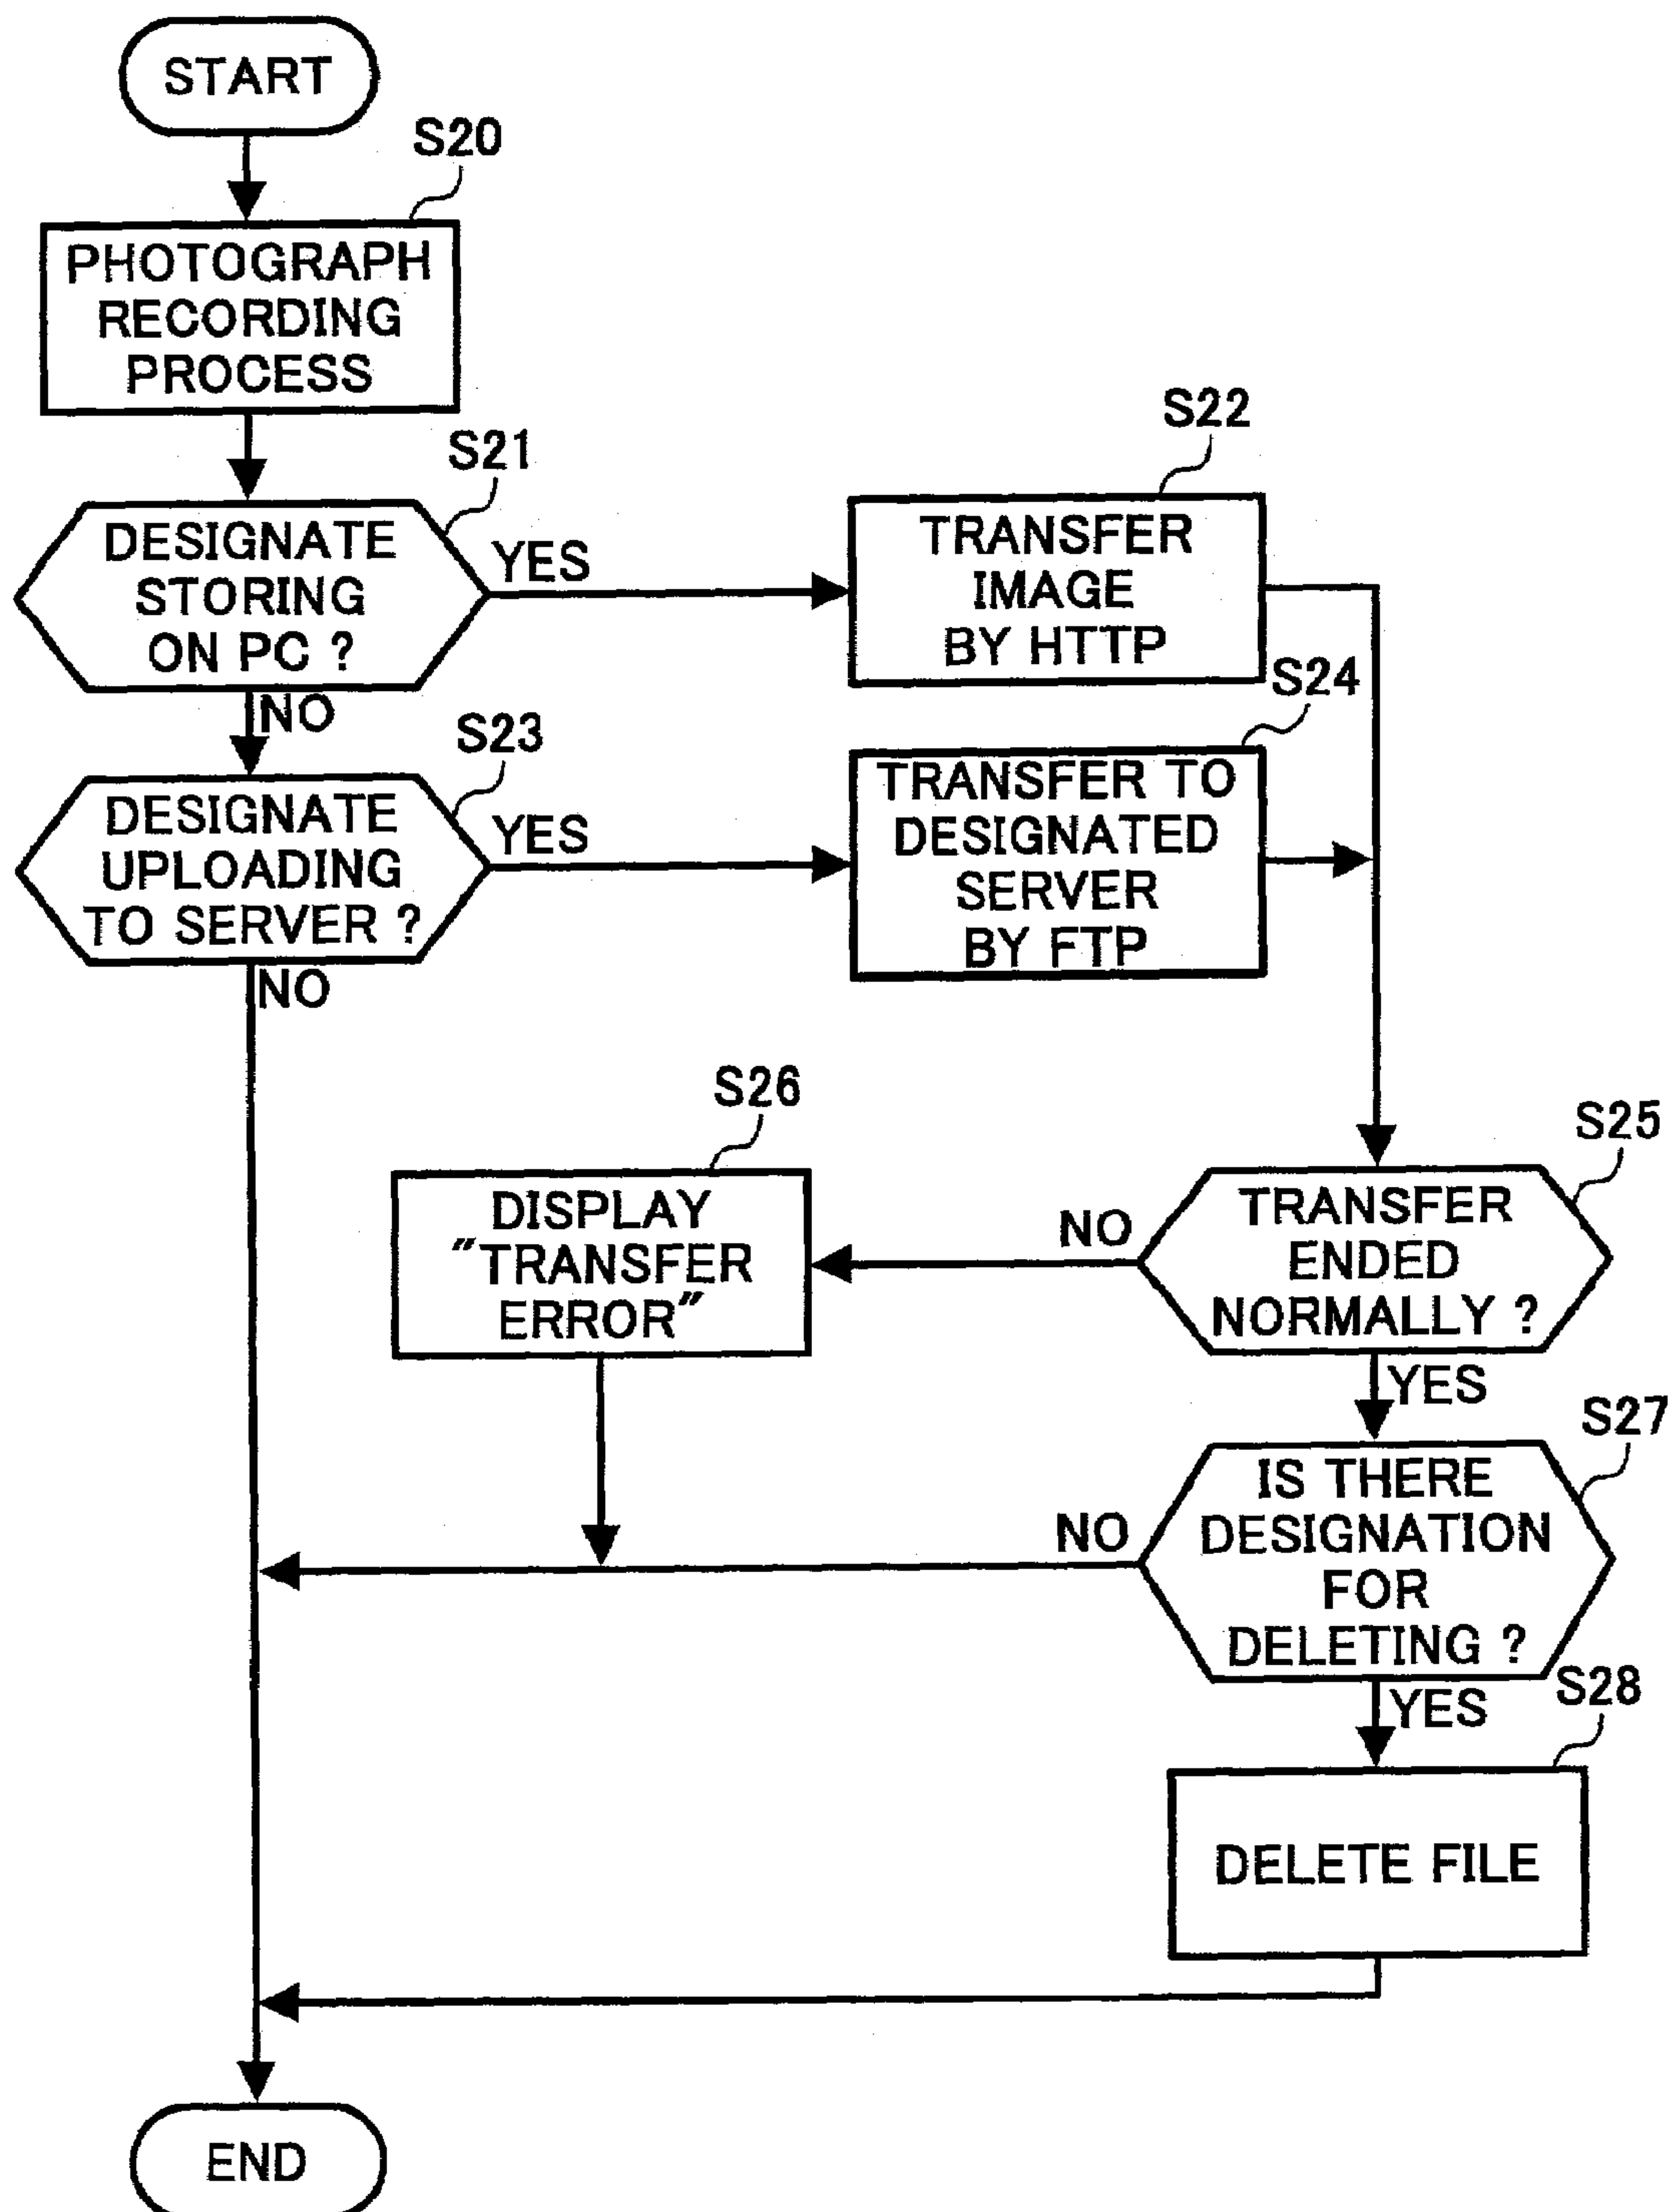 START
S20
PHOTOGRAPH
RECORDING
PROCESS
S21
DESIGNATE
STORING
ON PC ?
YES
NO
S22
TRANSFER
IMAGE
BY HTTP
S23
DESIGNATE
UPLOADING
TO SERVER ?
YES
NO
S24
TRANSFER TO
DESIGNATED
SERVER
BY FTP
S25
TRANSFER
ENDED
NORMALLY ?
NO
YES
S26
DISPLAY
"TRANSFER
ERROR"
S27
IS THERE
DESIGNATION
FOR
DELETING ?
NO
YES
S28
DELETE FILE
END